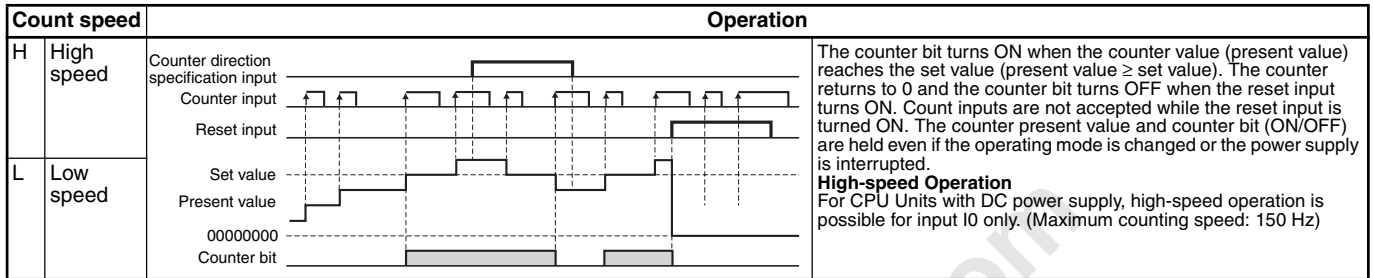 Count speed
Operation
H
High
speed
Counter direction
specification input
Counter input
Reset input
L
Low
speed
Set value
Present value
00000000
Counter bit
The counter bit turns ON when the counter value (present value)
reaches the set value (present value ≥ set value). The counter
returns to 0 and the counter bit turns OFF when the reset input
turns ON. Count inputs are not accepted while the reset input is
turned ON. The counter present value and counter bit (ON/OFF)
are held even if the operating mode is changed or the power supply
is interrupted.
High-speed Operation
For CPU Units with DC power supply, high-speed operation is
possible for input I0 only. (Maximum counting speed: 150 Hz)
om